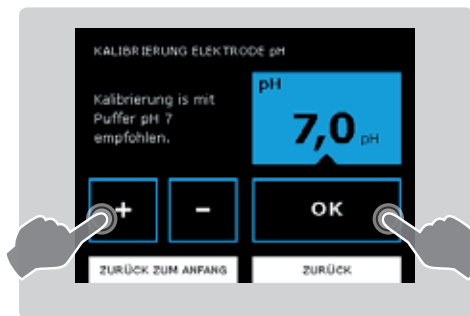 KALIBRIERUNG ELEKTRODE pH
Kalibrierung is mit
Puffer pH 7
empfohlen.
pH
7,0 pH
+ - OK
ZURÜCK ZUM ANFANG ZURÜCK